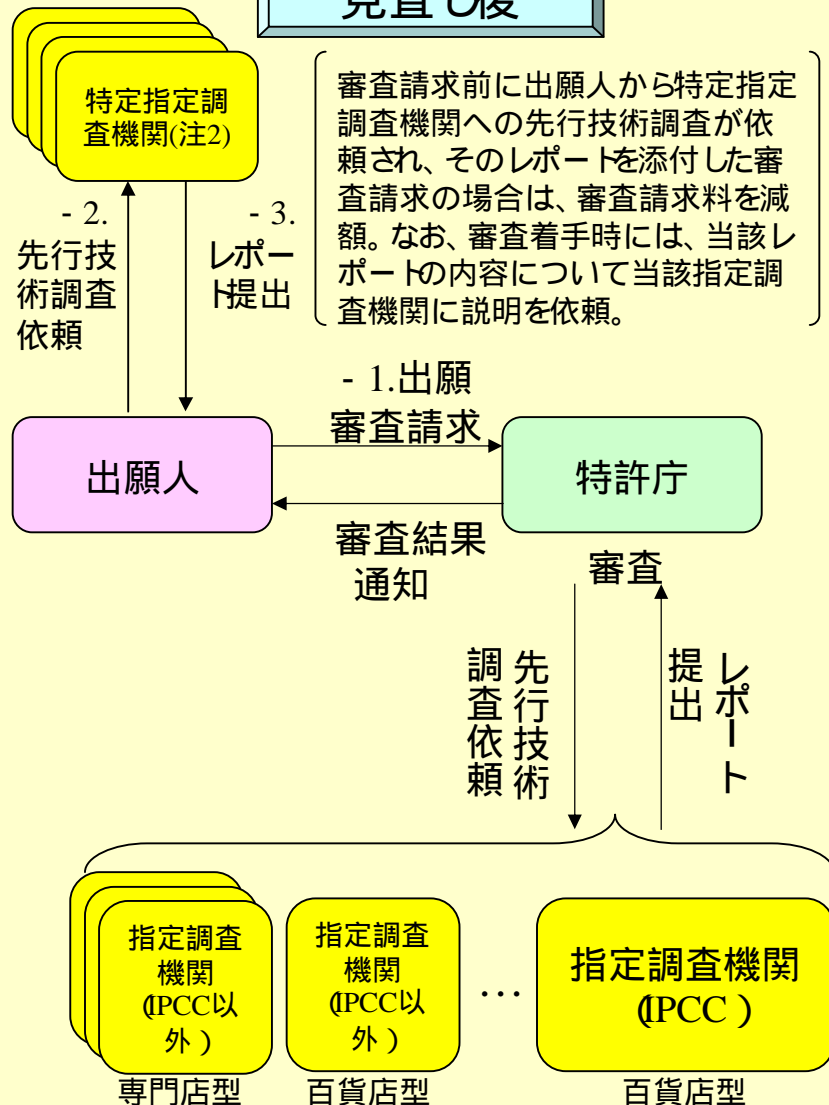 見直し後
特定指定調
査機関(注2)
審査請求前に出願人から特定指定
調査機関への先行技術調査が依
頼され、そのレポートを添付した審
査請求の場合は、審査請求料を減
額。なお、審査着手時には、当該レ
ポートの内容について当該指定調
査機関に説明を依頼。
- 2.
先行技
術調査
依頼
- 3.
レポー
ト提出
- 1.出願
審査請求
出願人
特許庁
審査結果
通知
審査
先行技術
調査依頼
レポート
提出
指定調査
機関
(IPCC以
外)
専門店型
指定調査
機関
(IPCC以
外)
百貨店型
…
指定調査機関
(IPCC)
百貨店型